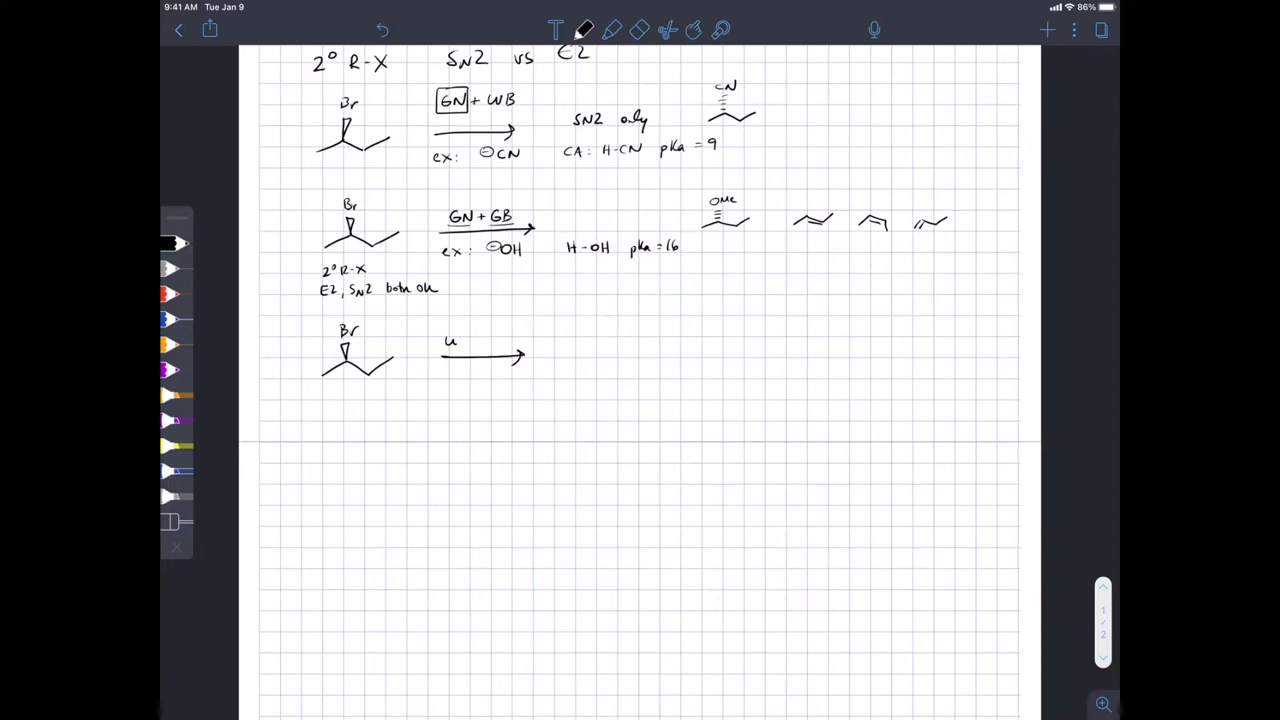 9:41 AM Tue Jan 9
86%
2° R-X SN2 vs E2
Br
GN + WB
ex: ⊖CN
SN2 only
CA: H-CN pKa = 9
CN
Br
GN + GB
ex: ⊖OH
H-OH pKa = 16
OMe
2° R-X
E2, SN2 both ok
Br
1
/
2